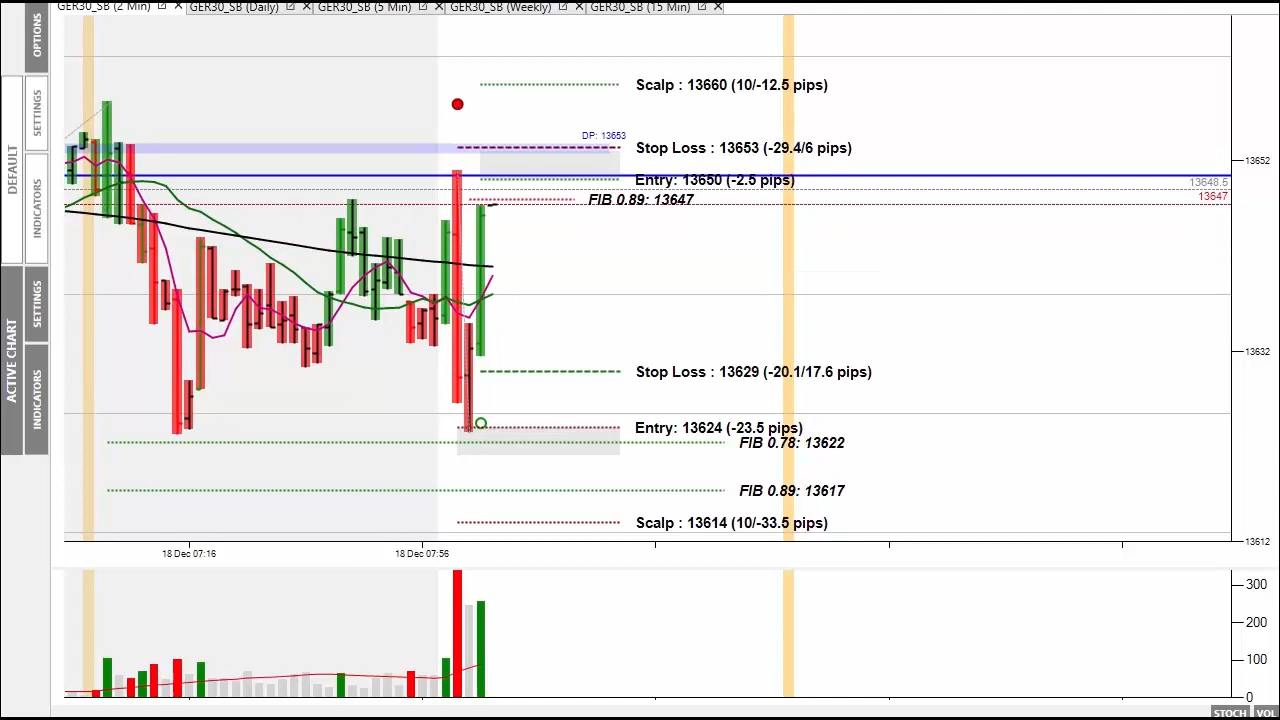 GER30_SB (2 Min)
GER30_SB (Daily)
GER30_SB (5 Min)
GER30_SB (Weekly)
GER30_SB (15 Min)
OPTIONS
SETTINGS
DEFAULT
INDICATORS
SETTINGS
ACTIVE CHART
INDICATORS
Scalp : 13660 (10/-12.5 pips)
DP: 13653
Stop Loss : 13653 (-29.4/6 pips)
13652
Entry: 13650 (-2.5 pips)
13648.5
FIB 0.89: 13647
13647
13632
Stop Loss : 13629 (-20.1/17.6 pips)
Entry: 13624 (-23.5 pips)
FIB 0.78: 13622
FIB 0.89: 13617
Scalp : 13614 (10/-33.5 pips)
13612
18 Dec 07:16
18 Dec 07:56
300
200
100
0
STOCH
VOL